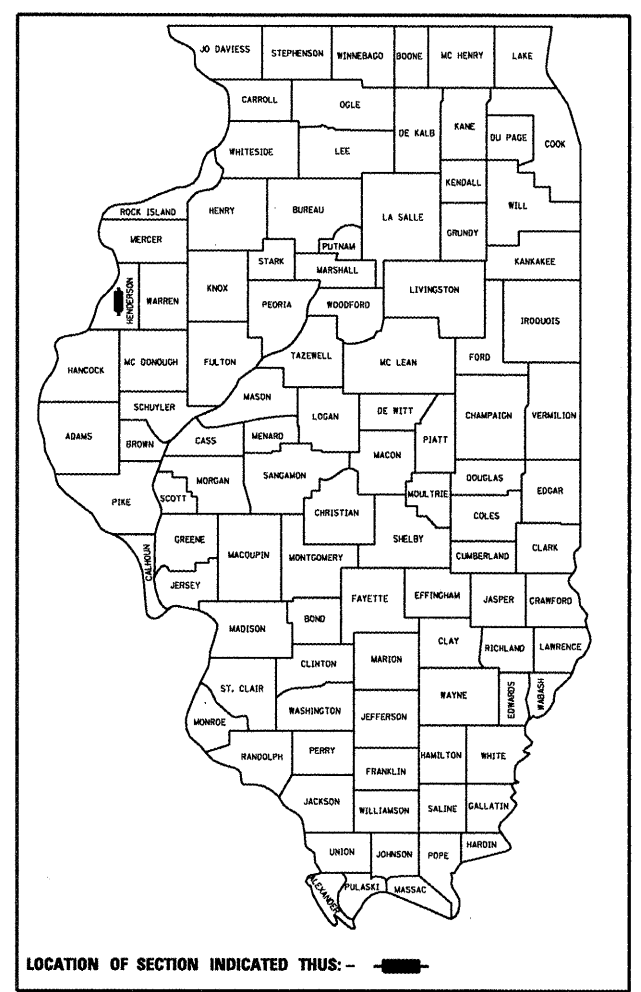 JO DAVIESS
STEPHENSON
WINNEBAGO
BOONE
MC HENRY
LAKE
CARROLL
OGLE
DE KALB
KANE
DU PAGE
COOK
WHITESIDE
LEE
KENDALL
WILL
ROCK ISLAND
HENRY
BUREAU
LA SALLE
GRUNDY
MERCER
PUTNAM
STARK
MARSHALL
KANKAKEE
HENDERSON
WARREN
KNOX
PEORIA
WOODFORD
LIVINGSTON
IROQUOIS
HANCOCK
MC DONOUGH
FULTON
TAZEWELL
MC LEAN
FORD
MASON
SCHUYLER
LOGAN
DE WITT
CHAMPAIGN
VERMILION
ADAMS
BROWN
CASS
MENARD
MACON
PIATT
PIKE
SCOTT
MORGAN
SANGAMON
CHRISTIAN
MOULTRIE
DOUGLAS
EDGAR
COLES
GREENE
CALHOUN
MACOUPIN
MONTGOMERY
SHELBY
CUMBERLAND
CLARK
JERSEY
FAYETTE
EFFINGHAM
JASPER
CRAWFORD
MADISON
BOND
CLAY
RICHLAND
LAWRENCE
CLINTON
MARION
ST. CLAIR
WAYNE
EDWARDS
WABASH
MONROE
WASHINGTON
JEFFERSON
RANDOLPH
PERRY
HAMILTON
WHITE
FRANKLIN
JACKSON
WILLIAMSON
SALINE
GALLATIN
UNION
JOHNSON
POPE
HARDIN
ALEXANDER
PULASKI
MASSAC
LOCATION OF SECTION INDICATED THUS: –